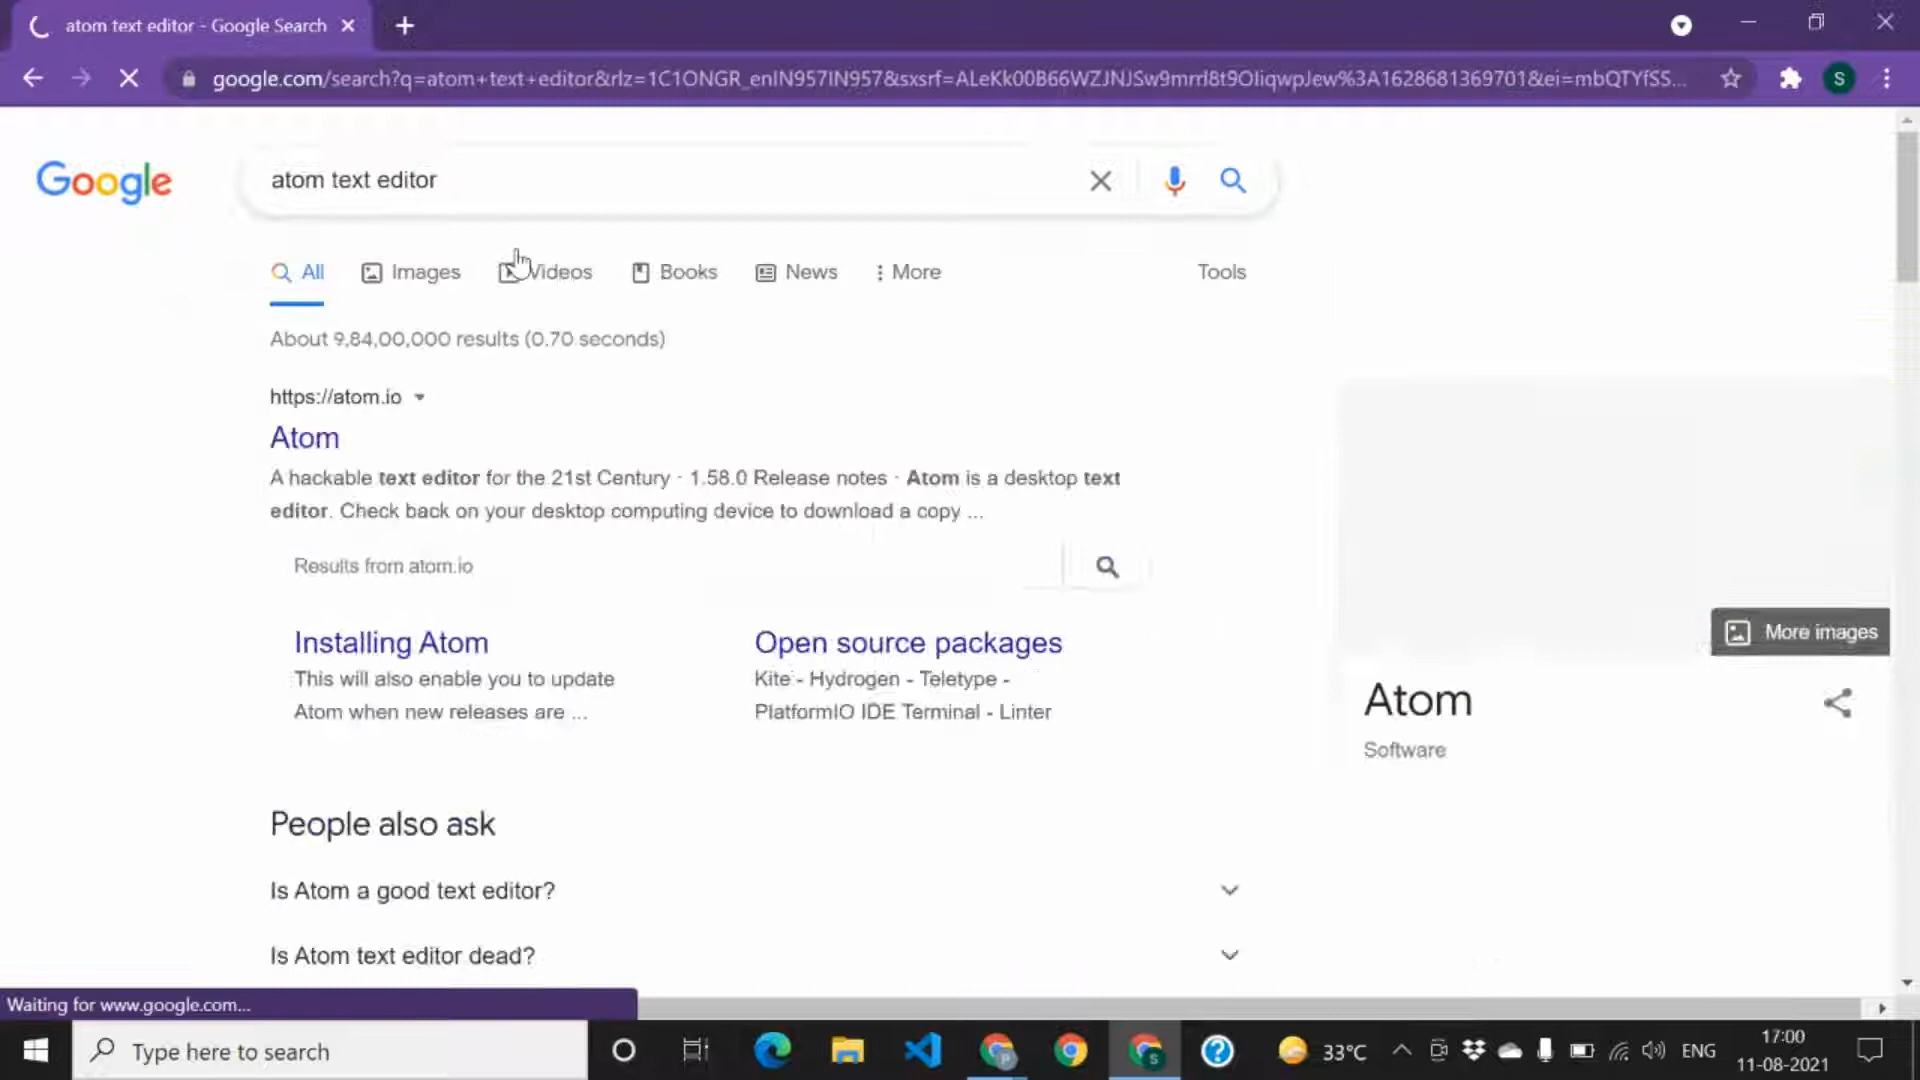 atom text editor - Google Search
google.com/search?q=atom+text+editor&rlz=1C1ONGR_enIN957IN957&sxsrf=ALeKk00B66WZJNJSw9mrrl8t9OIiqwpJew%3A1628681369701&ei=mbQTYfSS...
S
Google
atom text editor
All Images Videos Books News More Tools
About 9,84,00,000 results (0.70 seconds)
https://atom.io
Atom
A hackable text editor for the 21st Century · 1.58.0 Release notes · Atom is a desktop text
editor. Check back on your desktop computing device to download a copy ...
Results from atom.io
Installing Atom
This will also enable you to update
Atom when new releases are ...
Open source packages
Kite - Hydrogen - Teletype -
PlatformIO IDE Terminal - Linter
More images
Atom
Software
People also ask
Is Atom a good text editor?
Is Atom text editor dead?
Waiting for www.google.com...
Type here to search
33°C
ENG
17:00
11-08-2021